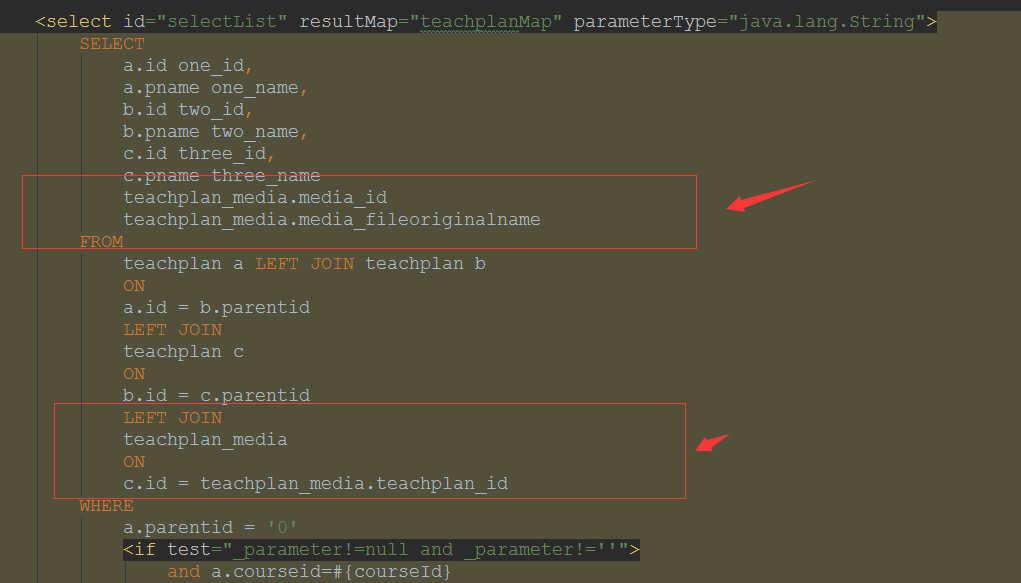 <select id="selectList" resultMap="teachplanMap" parameterType="java.lang.String">
SELECT
a.id one_id,
a.pname one_name,
b.id two_id,
b.pname two_name,
c.id three_id,
c.pname three_name
teachplan_media.media_id
teachplan_media.media_fileoriginalname
FROM
teachplan a LEFT JOIN teachplan b
ON
a.id = b.parentid
LEFT JOIN
teachplan c
ON
b.id = c.parentid
LEFT JOIN
teachplan_media
ON
c.id = teachplan_media.teachplan_id
WHERE
a.parentid = '0'
<if test="_parameter!=null and _parameter!=''">
and a.courseid=#{courseId}